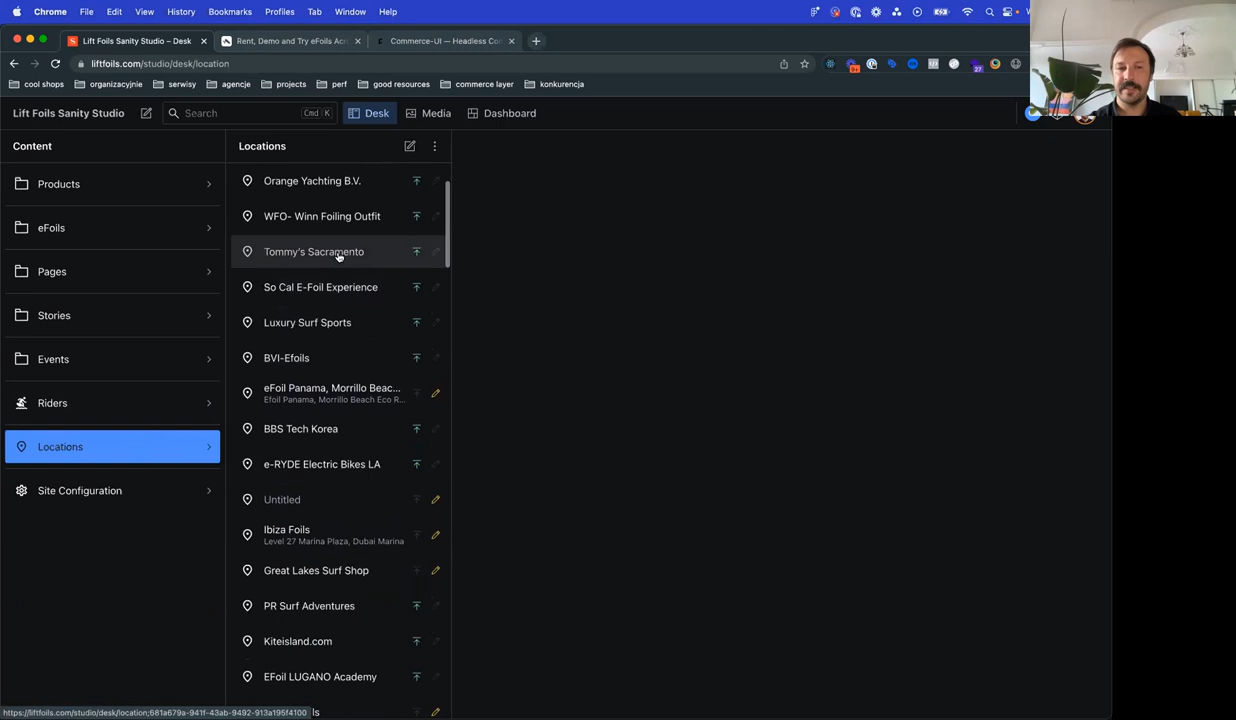 Chrome File Edit View History Bookmarks Profiles Tab Window Help
Lift Foils Sanity Studio – Desk
Rent, Demo and Try eFoils Acr
Commerce-UI — Headless Con
liftfoils.com/studio/desk/location
cool shops organizacyjnie serwisy agencje projects perf good resources commerce layer konkurencja
Lift Foils Sanity Studio Search Cmd K Desk Media Dashboard
Content
Products
eFoils
Pages
Stories
Events
Riders
Locations
Site Configuration
Locations
Orange Yachting B.V.
WFO- Winn Foiling Outfit
Tommy's Sacramento
So Cal E-Foil Experience
Luxury Surf Sports
BVI-Efoils
eFoil Panama, Morrillo Beac...
Efoil Panama, Morrillo Beach Eco R...
BBS Tech Korea
e-RYDE Electric Bikes LA
Untitled
Ibiza Foils
Level 27 Marina Plaza, Dubai Marina
Great Lakes Surf Shop
PR Surf Adventures
Kiteisland.com
EFoil LUGANO Academy
https://liftfoils.com/studio/desk/location;681a679a-941f-43ab-9492-913a195f4100